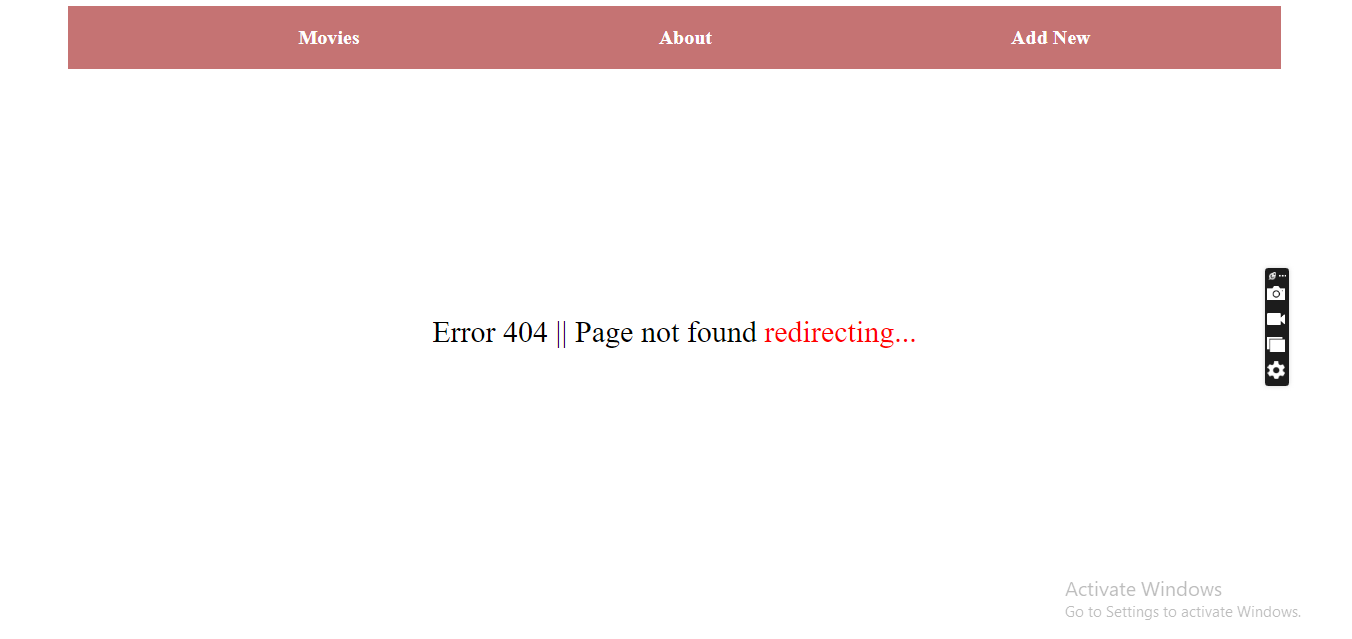 Movies About Add New
Error 404 || Page not found redirecting...
Activate Windows
Go to Settings to activate Windows.